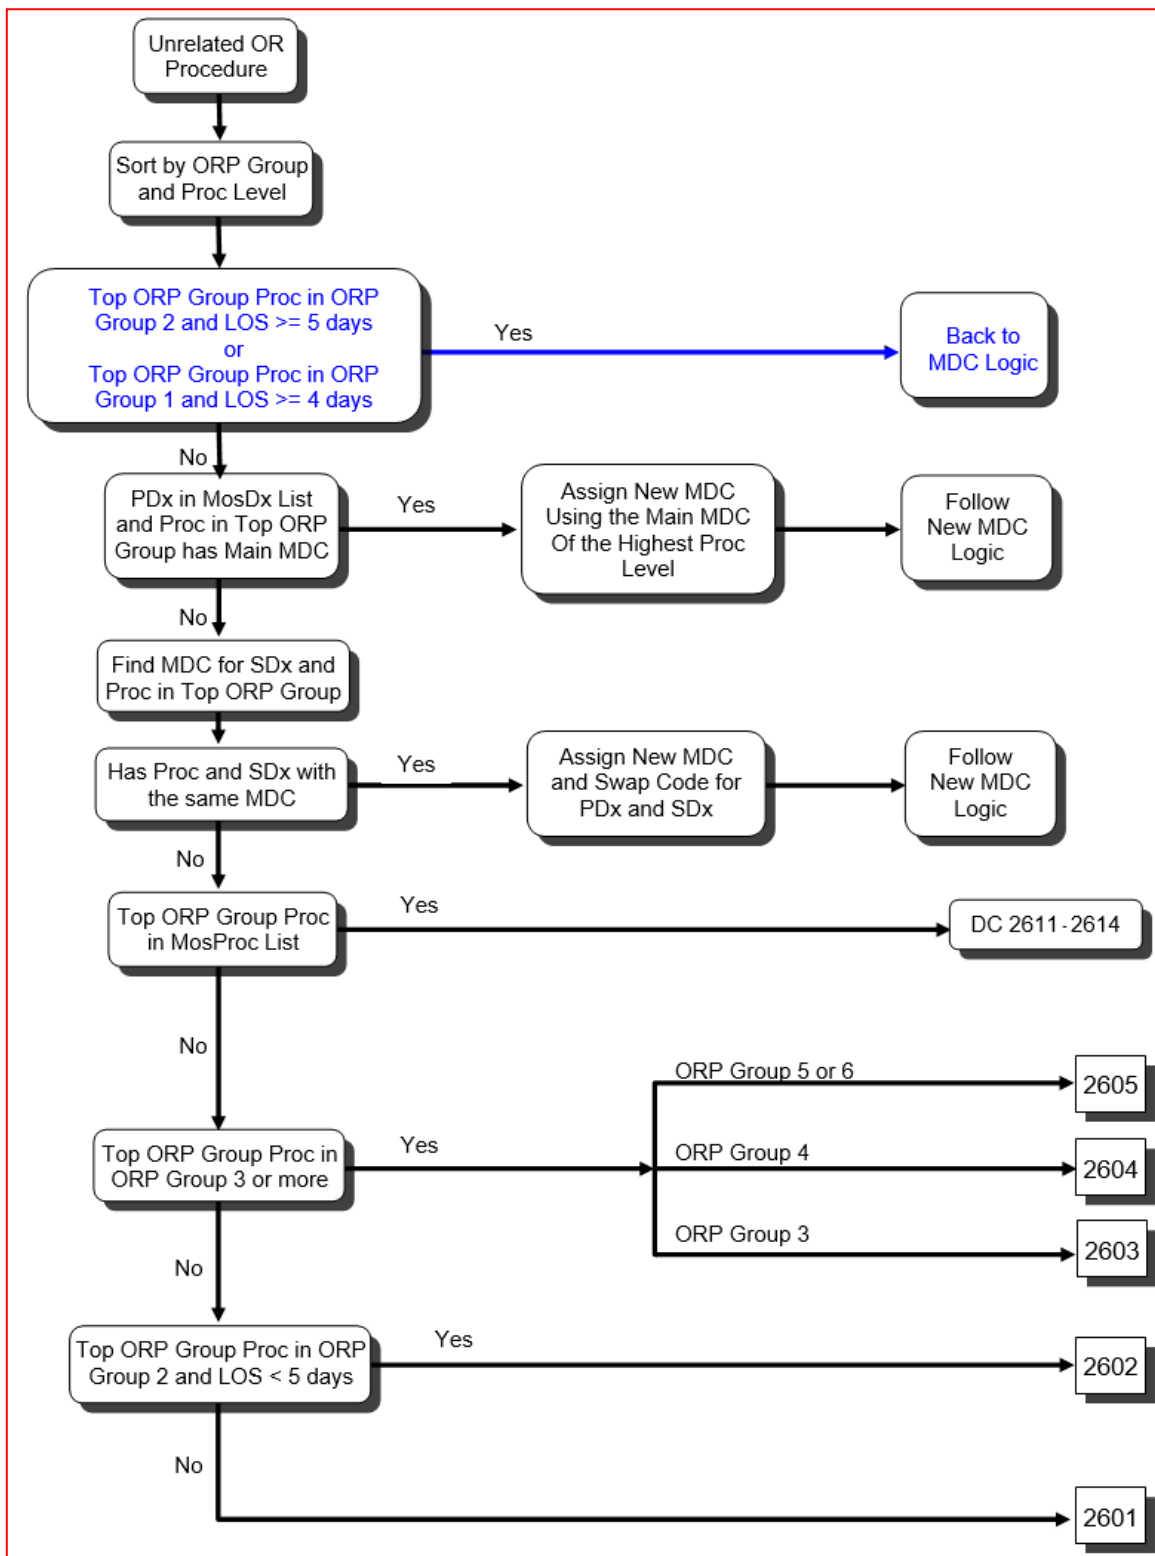 Unrelated OR
Procedure
Sort by ORP Group
and Proc Level
Top ORP Group Proc in ORP
Group 2 and LOS >= 5 days
or
Top ORP Group Proc in ORP
Group 1 and LOS >= 4 days
Yes
Back to
MDC Logic
No
PDx in MosDx List
and Proc in Top ORP
Group has Main MDC
Yes
Assign New MDC
Using the Main MDC
Of the Highest Proc
Level
Follow
New MDC
Logic
No
Find MDC for SDx and
Proc in Top ORP Group
Has Proc and SDx with
the same MDC
Yes
Assign New MDC
and Swap Code for
PDx and SDx
Follow
New MDC
Logic
No
Top ORP Group Proc
in MosProc List
Yes
DC 2611-2614
No
Top ORP Group Proc in
ORP Group 3 or more
Yes
ORP Group 5 or 6
2605
ORP Group 4
2604
ORP Group 3
2603
No
Top ORP Group Proc in ORP
Group 2 and LOS < 5 days
Yes
2602
No
2601